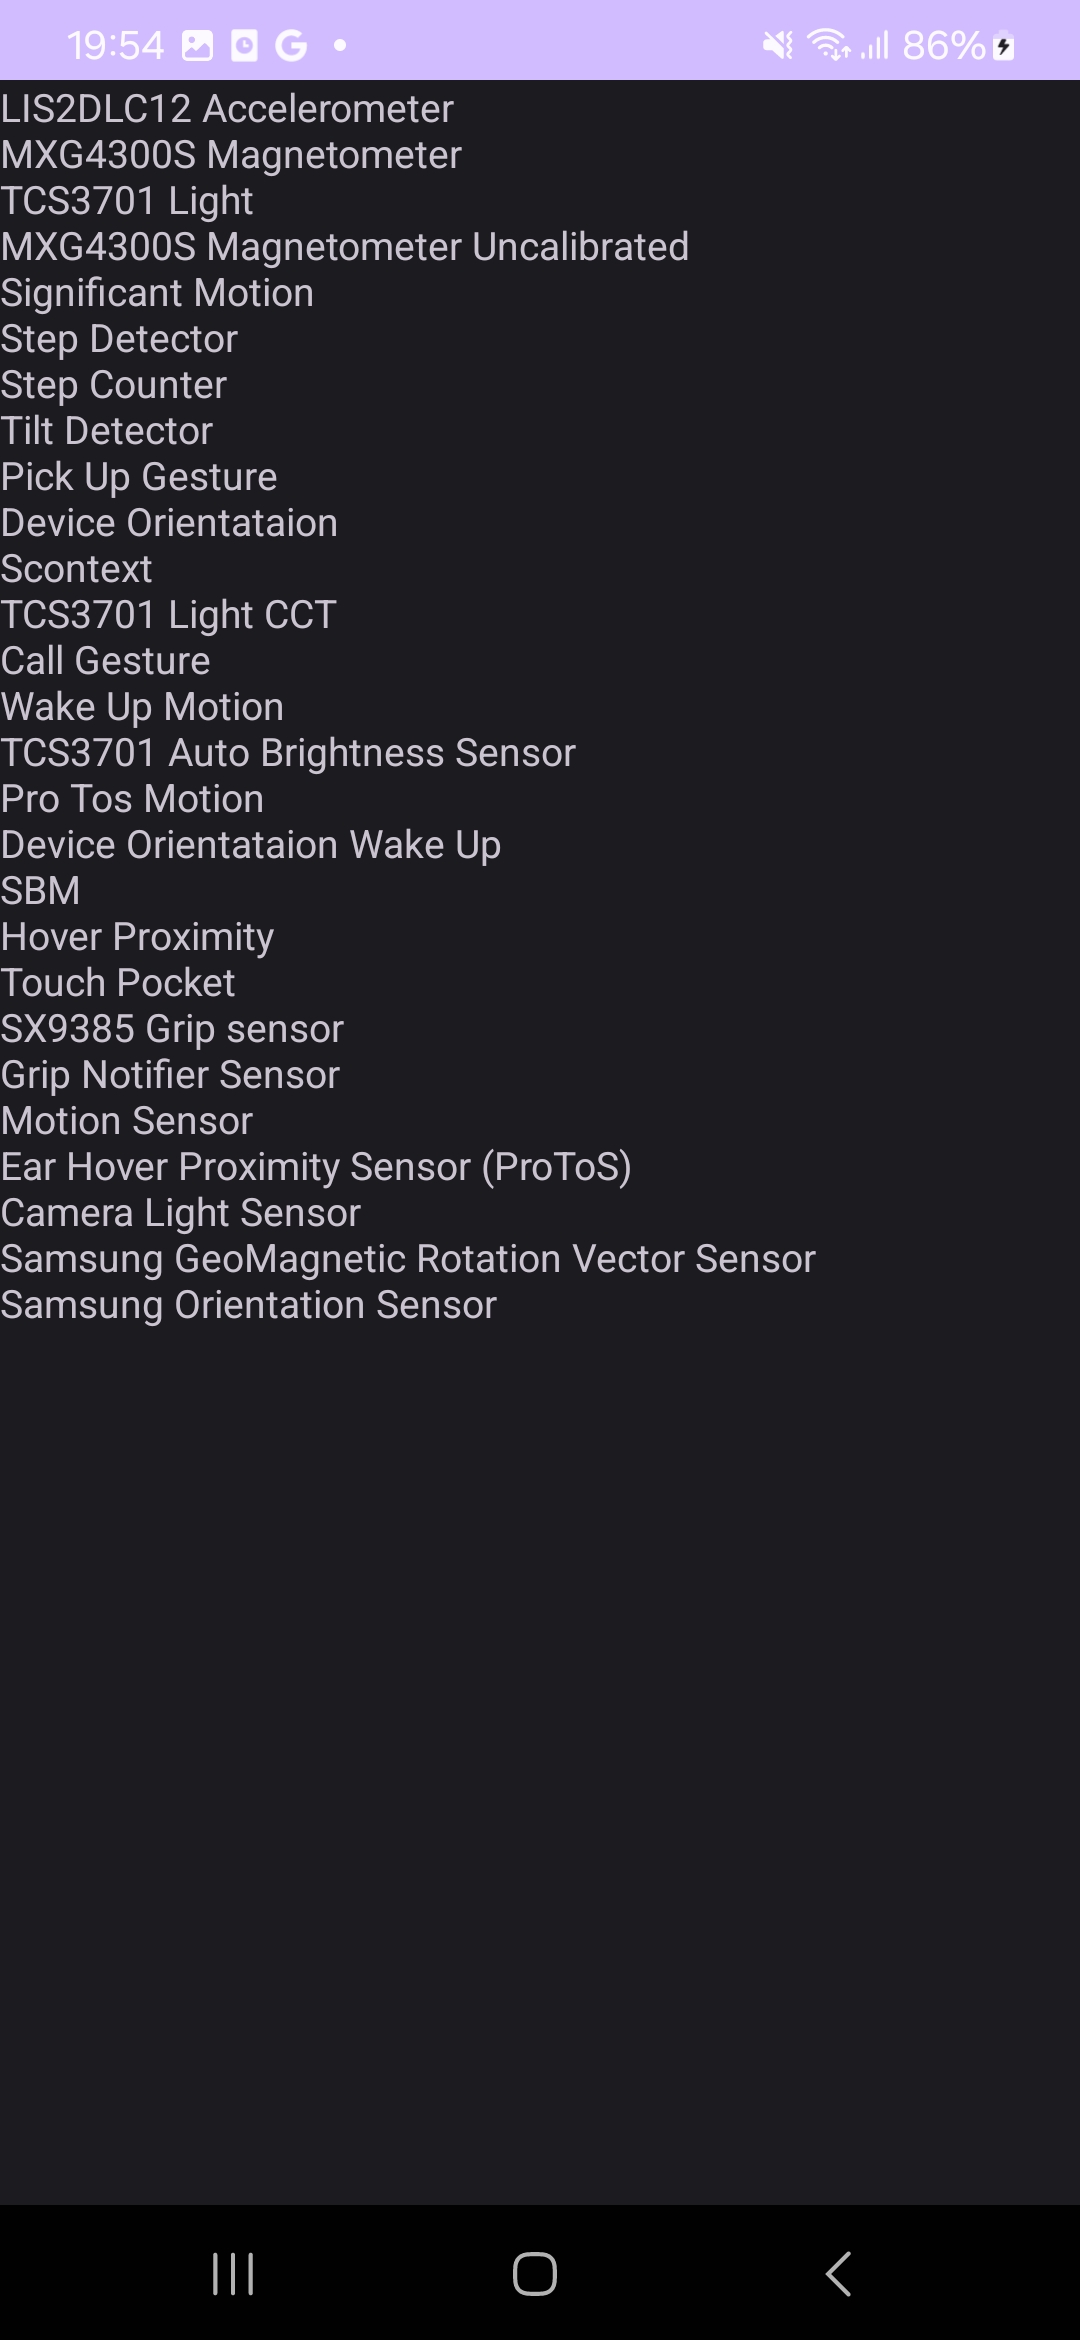 19:54
86%
LIS2DLC12 Accelerometer
MXG4300S Magnetometer
TCS3701 Light
MXG4300S Magnetometer Uncalibrated
Significant Motion
Step Detector
Step Counter
Tilt Detector
Pick Up Gesture
Device Orientataion
Scontext
TCS3701 Light CCT
Call Gesture
Wake Up Motion
TCS3701 Auto Brightness Sensor
Pro Tos Motion
Device Orientataion Wake Up
SBM
Hover Proximity
Touch Pocket
SX9385 Grip sensor
Grip Notifier Sensor
Motion Sensor
Ear Hover Proximity Sensor (ProToS)
Camera Light Sensor
Samsung GeoMagnetic Rotation Vector Sensor
Samsung Orientation Sensor